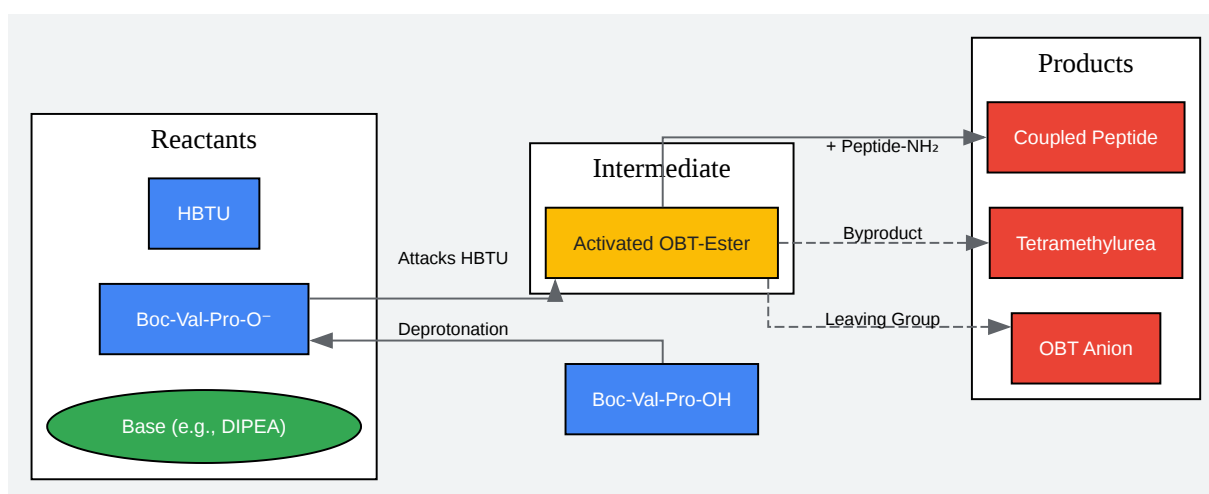 Reactants
HBTU
Boc-Val-Pro-O⁻
Base (e.g., DIPEA)
Attacks HBTU
Deprotonation
Intermediate
Activated OBT-Ester
Boc-Val-Pro-OH
+ Peptide-NH₂
Byproduct
Leaving Group
Products
Coupled Peptide
Tetramethylurea
OBT Anion